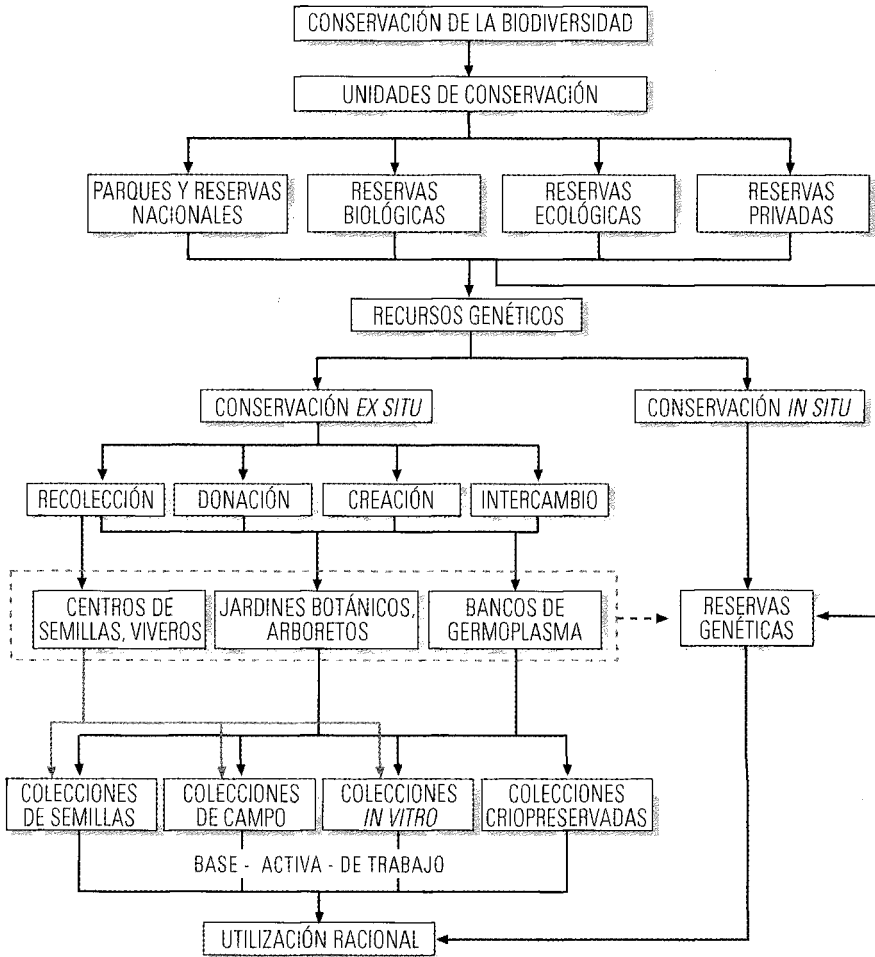 CONSERVACIÓN DE LA BIODIVERSIDAD
UNIDADES DE CONSERVACIÓN
PARQUES Y RESERVAS
NACIONALES
RESERVAS
BIOLÓGICAS
RESERVAS
ECOLÓGICAS
RESERVAS
PRIVADAS
RECURSOS GENÉTICOS
CONSERVACIÓN EX SITU
CONSERVACIÓN IN SITU
RECOLECCIÓN
DONACIÓN
CREACIÓN
INTERCAMBIO
CENTROS DE
SEMILLAS, VIVEROS
JARDINES BOTÁNICOS,
ARBORETOS
BANCOS DE
GERMOPLASMA
RESERVAS
GENÉTICAS
COLECCIONES
DE SEMILLAS
COLECCIONES
DE CAMPO
COLECCIONES
IN VITRO
COLECCIONES
CRIOPRESERVADAS
BASE - ACTIVA - DE TRABAJO
UTILIZACIÓN RACIONAL